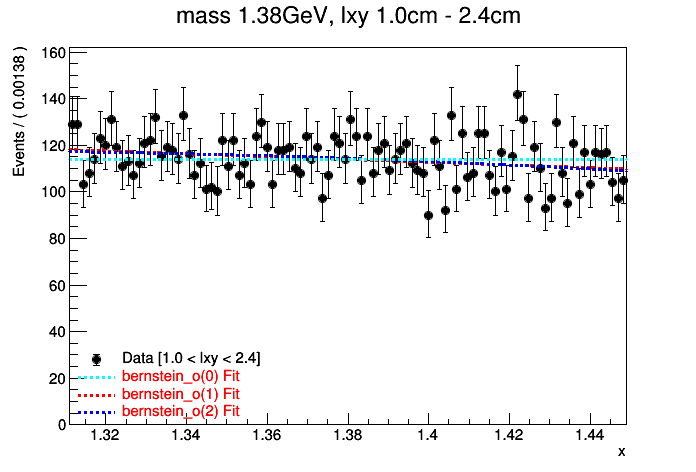 mass 1.38GeV, lxy 1.0cm - 2.4cm
Events / ( 0.00138 )
160
140
120
100
80
60
40
20
0
Data [1.0 < lxy < 2.4]
bernstein_o(0) Fit
bernstein_o(1) Fit
bernstein_o(2) Fit
1.32 1.34 1.36 1.38 1.4 1.42 1.44
x